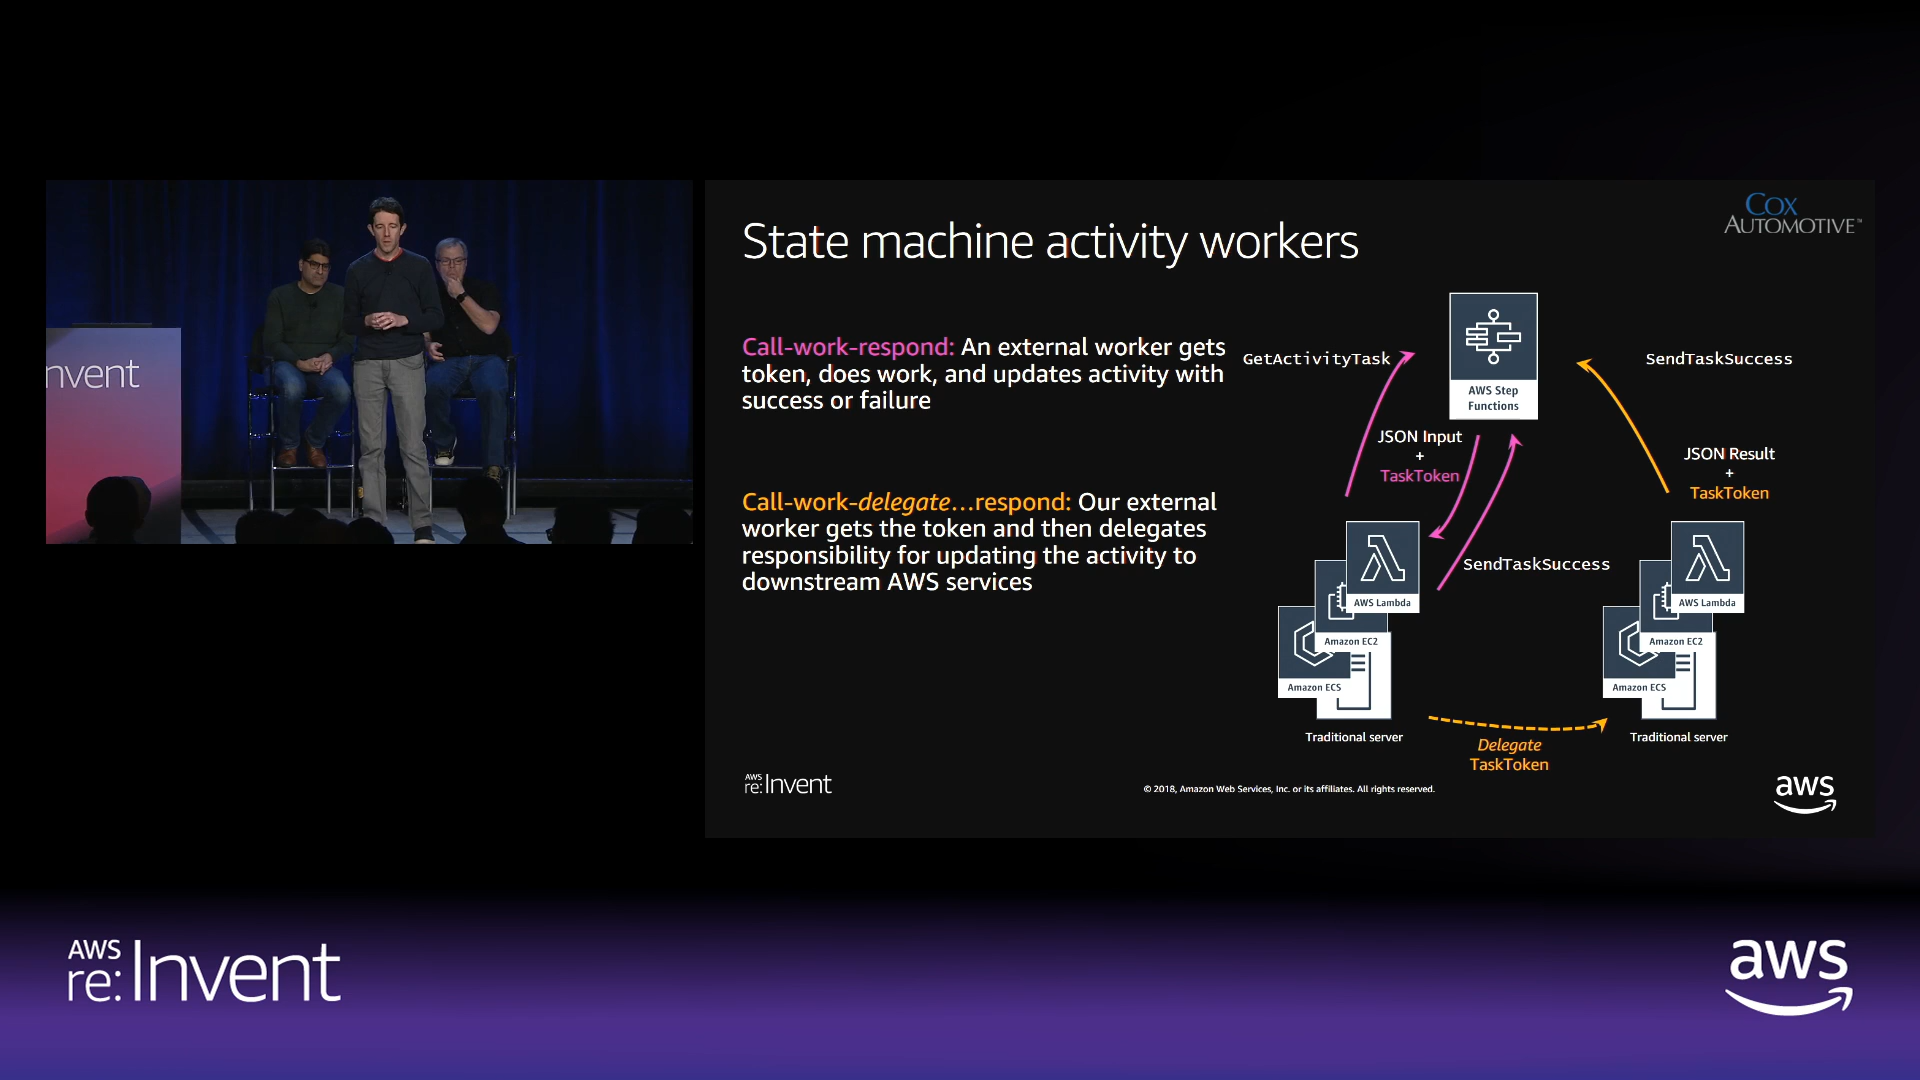 nvent
State machine activity workers
COX
AUTOMOTIVE™
Call-work-respond: An external worker gets
token, does work, and updates activity with
success or failure
Call-work-delegate…respond: Our external
worker gets the token and then delegates
responsibility for updating the activity to
downstream AWS services
GetActivityTask
AWS Step
Functions
SendTaskSuccess
JSON Input
+
TaskToken
JSON Result
+
TaskToken
SendTaskSuccess
AWS Lambda
Amazon EC2
Amazon ECS
Traditional server
AWS Lambda
Amazon EC2
Amazon ECS
Traditional server
Delegate
TaskToken
AWS
re:Invent
© 2018, Amazon Web Services, Inc. or its affiliates. All rights reserved.
aws
AWS
re:Invent
aws